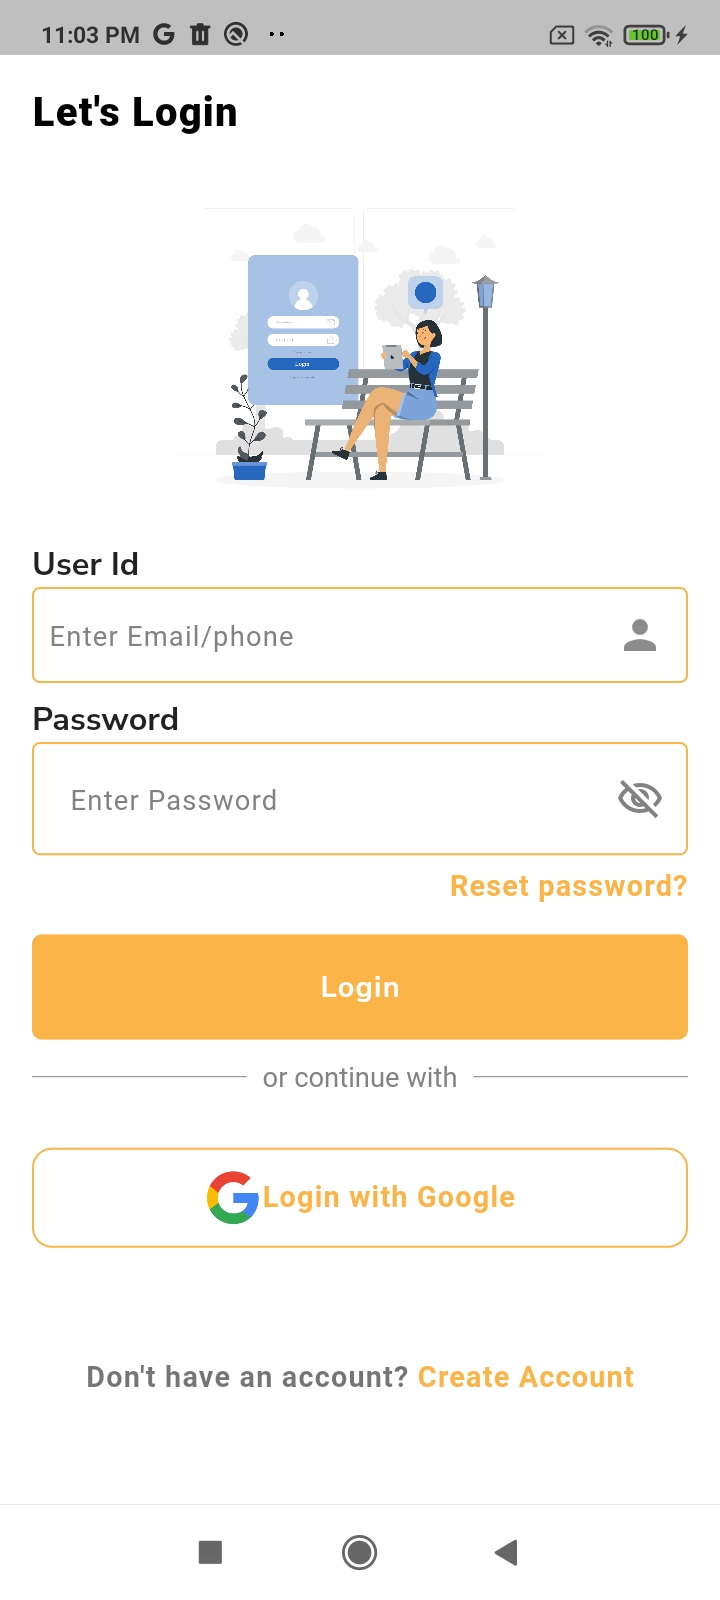 11:03 PM
100
Let's Login
Login
User Id
Enter Email/phone
Password
Enter Password
Reset password?
Login
or continue with
Login with Google
Don't have an account? Create Account